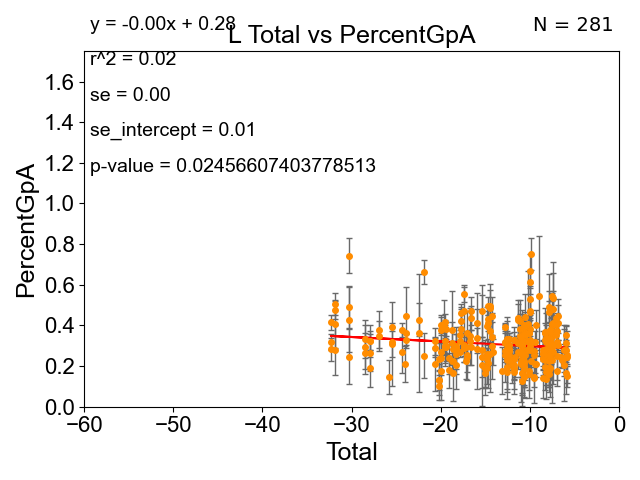 y = -0.00x + 0.28
N = 281
L Total vs PercentGpA
r^2 = 0.02
se = 0.00
se_intercept = 0.01
p-value = 0.02456607403778513
PercentGpA
1.6
1.4
1.2
1.0
0.8
0.6
0.4
0.2
0.0
−60 −50 −40 −30 −20 −10 0
Total